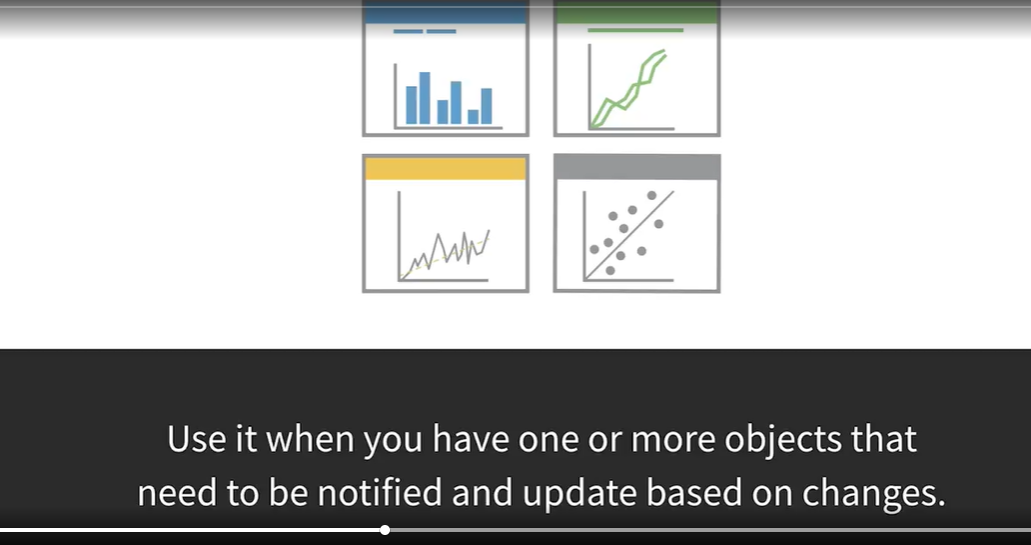 Use it when you have one or more objects that
need to be notified and update based on changes.